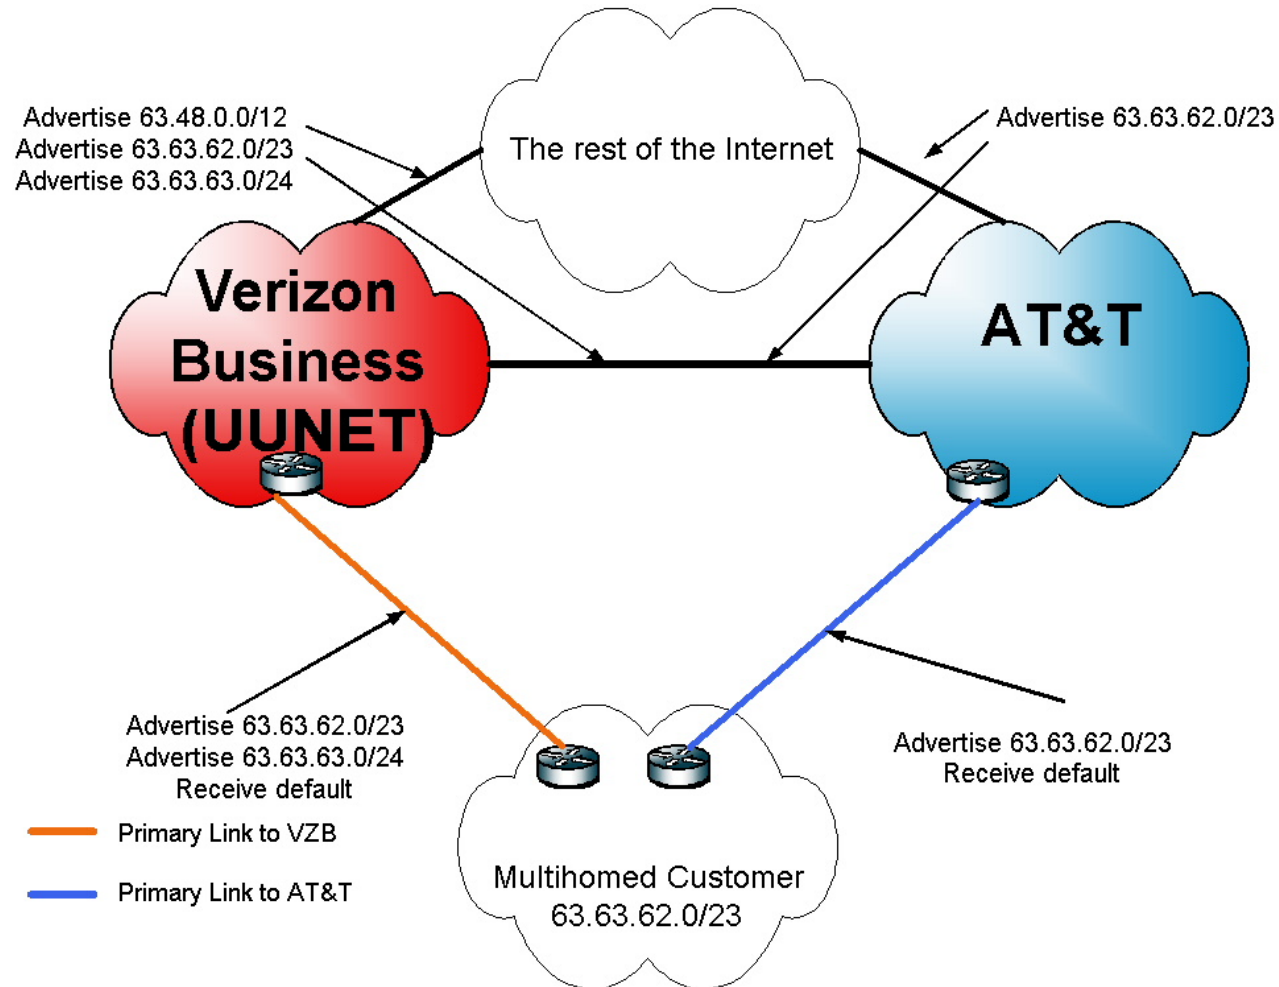 Advertise 63.48.0.0/12
Advertise 63.63.62.0/23
Advertise 63.63.63.0/24
The rest of the Internet
Advertise 63.63.62.0/23
Verizon
Business
(UUNET)
AT&T
Advertise 63.63.62.0/23
Advertise 63.63.63.0/24
Receive default
Advertise 63.63.62.0/23
Receive default
Primary Link to VZB
Primary Link to AT&T
Multihomed Customer
63.63.62.0/23